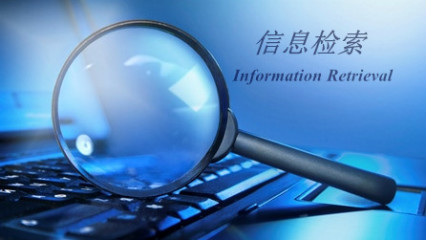 信息检索
Information Retrieval